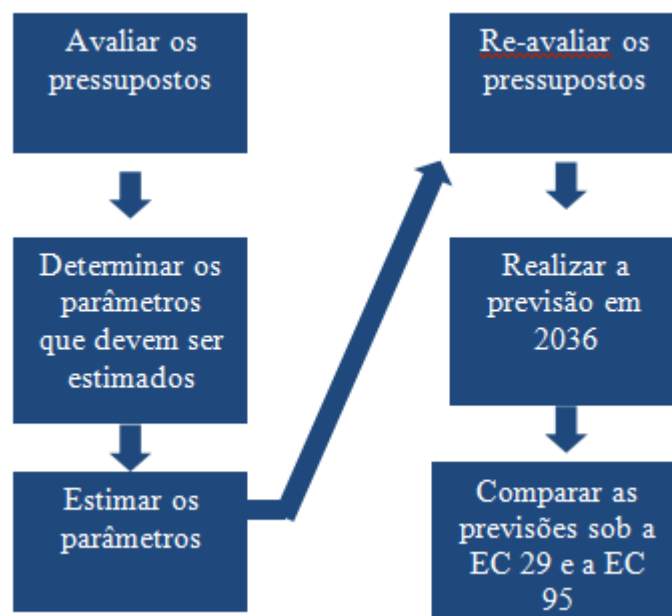 Avaliar os
pressupostos
Determinar os
parâmetros
que devem ser
estimados
Estimar os
parâmetros
Re-avaliar os
pressupostos
Realizar a
previsão em
2036
Comparar as
previsões sob a
EC 29 e a EC
95